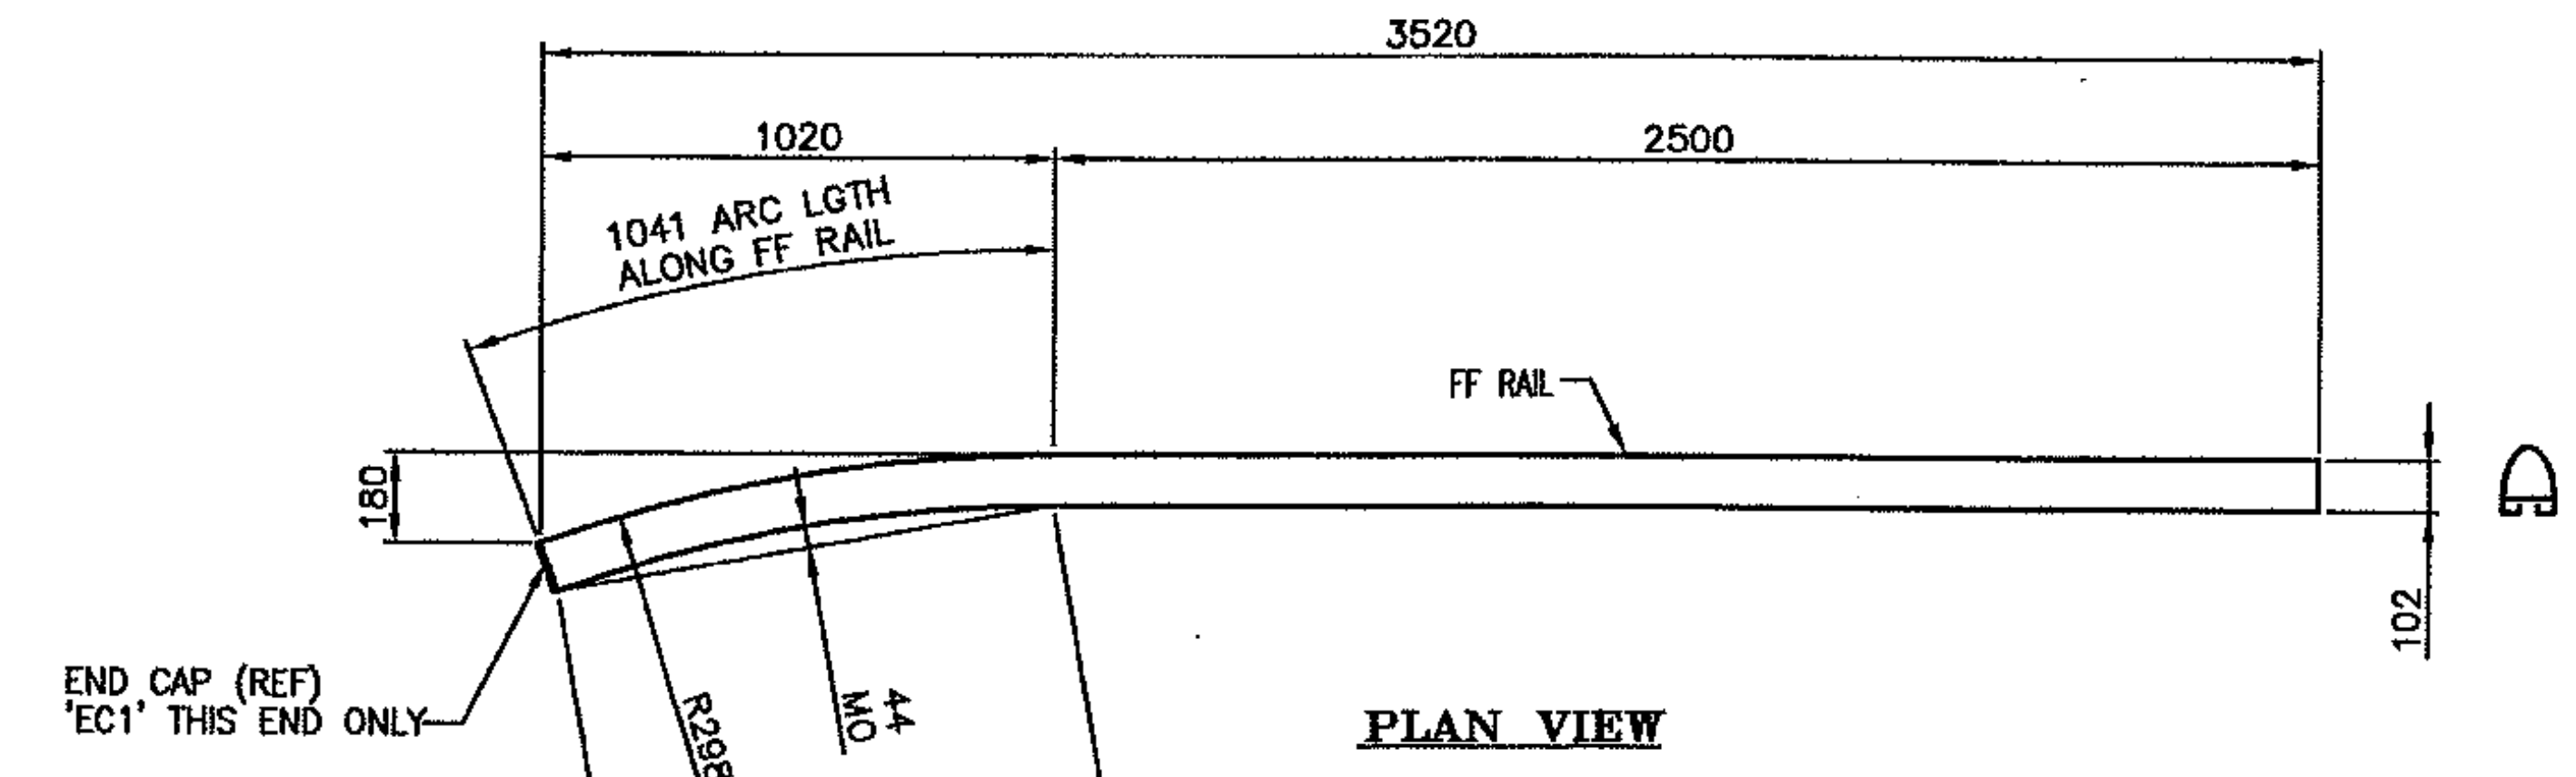 3520
1020
2500
1041 ARC LGTH
ALONG FF RAIL
FF RAIL
180
102
END CAP (REF)
'EC1' THIS END ONLY
R298
44
MO
PLAN VIEW